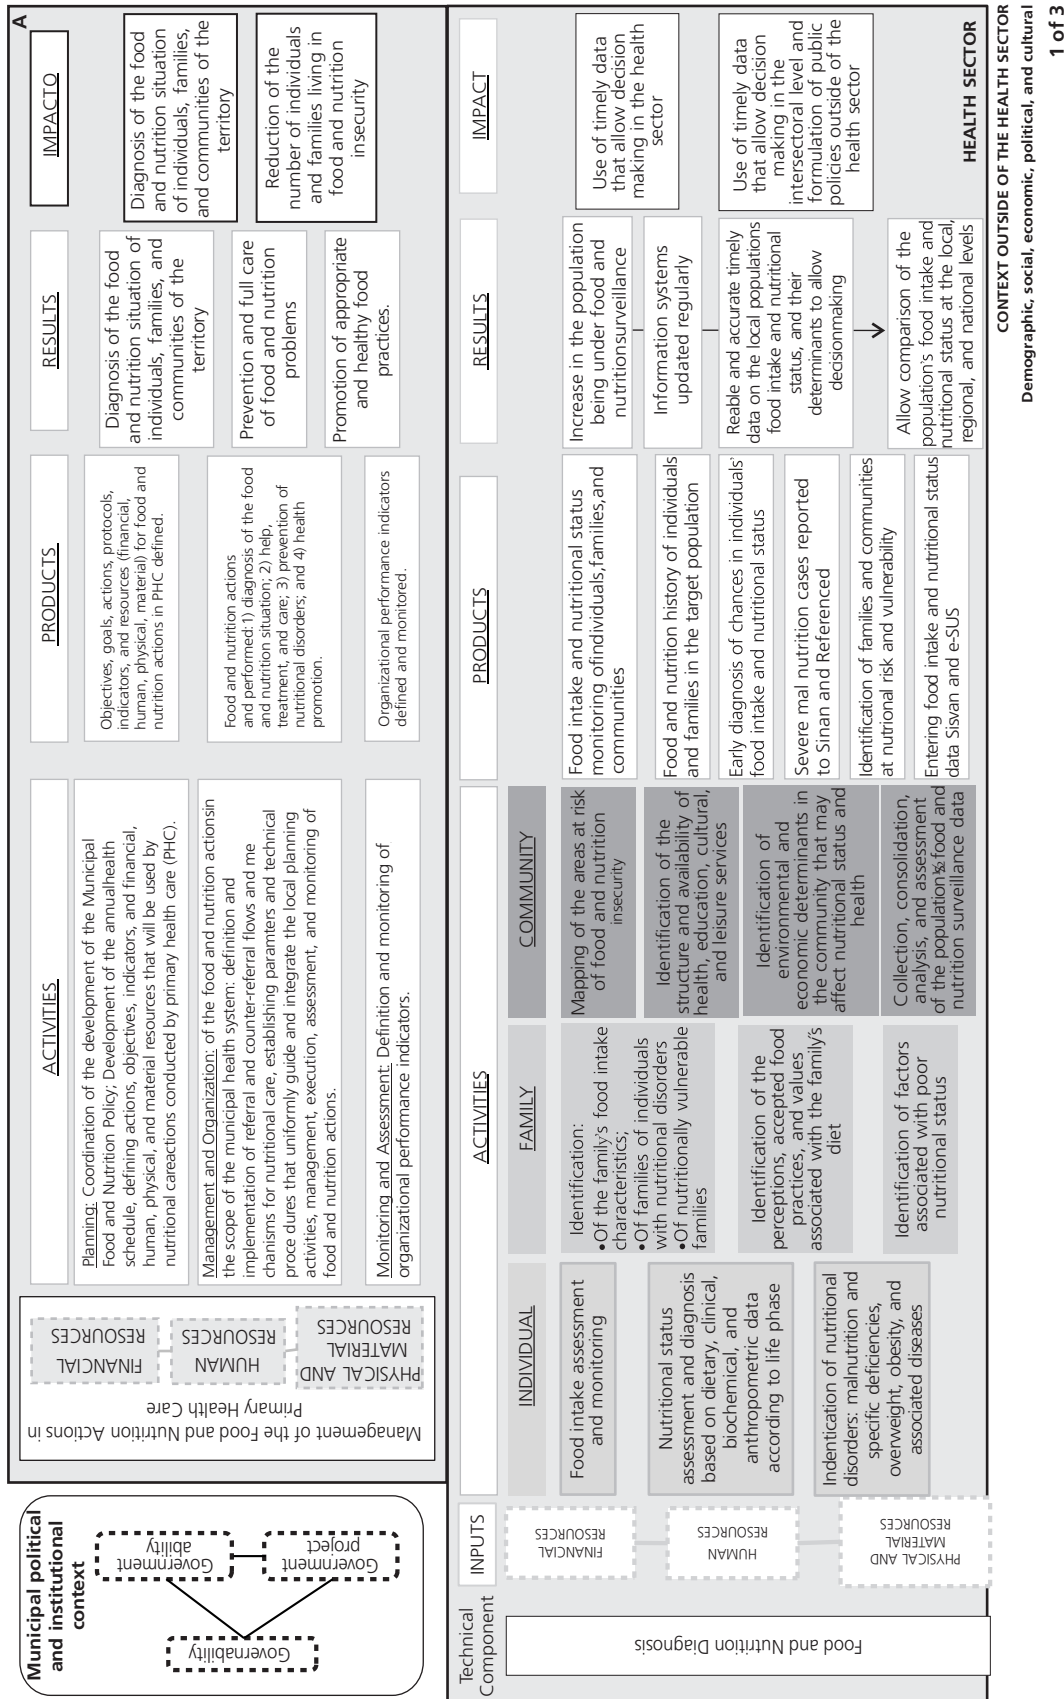 A
Municipal political
and institutional
context
Governability
Government
ability
Government
project
Management of the Food and Nutrition Actions in
Primary Health Care
FINANCIAL
RESOURCES
HUMAN
RESOURCES
PHYSICAL AND
MATERIAL
RESOURCES
ACTIVITIES
Planning: Coordination of the development of the Municipal
Food and Nutrition Policy; Development of the annualhealth
schedule, defining actions, objectives, indicators, and financial,
human, physical, and material resources that will be used by
nutritional careactions conducted by primary health care (PHC).
Management and Organization: of the food and nutrition actionsin
the scope of the municipal health system: definition and
implementation of referral and counter-referral flows and me
chanisms for nutritional care, establishing paramters and technical
proce dures that uniformly guide and integrate the local planning
activities, management, execution, assessment, and monitoring of
food and nutrition actions.
Monitoring and Assessment: Definition and monitoring of
organizational performance indicators.
PRODUCTS
Objectives, goals, actions, protocols,
indicators, and resources (financial,
human, physical, material) for food and
nutrition actions in PHC defined.
Food and nutrition actions
and performed: 1) diagnosis of the food
and nutrition situation; 2) help,
treatment, and care; 3) prevention of
nutritional disorders; and 4) health
promotion.
Organizational performance indicators
defined and monitored.
RESULTS
Diagnosis of the food
and nutrition situation of
individuals, families, and
communities of the
territory
Prevention and full care
of food and nutrition
problems
Promotion of appropriate
and healthy food
practices.
IMPACTO
Diagnosis of the food
and nutrition situation
of individuals, families,
and communities of the
territory
Reduction of the
number of individuals
and families living in
food and nutrition
insecurity
Technical
Component
Food and Nutrition Diagnosis
INPUTS
FINANCIAL
RESOURCES
HUMAN
RESOURCES
PHYSICAL AND
MATERIAL
RESOURCES
ACTIVITIES
INDIVIDUAL
Food intake assessment
and monitoring
Nutritional status
assessment and diagnosis
based on dietary, clinical,
biochemical, and
anthropometric data
according to life phase
Indentication of nutritional
disorders: malnutrition and
specific deficiencies,
overweight, obesity, and
associated diseases
FAMILY
Identification:
•Of the family's food intake
characteristics;
•Of families of individuals
with nutritional disorders
•Of nutritionally vulnerable
families
Identification of the
perceptions, accepted food
practices, and values
associated with the family's
diet
Identification of factors
associated with poor
nutritional status
COMMUNITY
Mapping of the areas at risk
of food and nutrition
insecurity
Identification of the
structure and availability of
health, education, cultural,
and leisure services
Identification of
environmental and
economic determinants in
the community that may
affect nutritional status and
health
Collection, consolidation,
analysis, and assessment
of the population½ food and
nutrition surveillance data
PRODUCTS
Food intake and nutritional status
monitoring ofindividuals,families,and
communities
Food and nutrition history of individuals
and families in the target population
Early diagnosis of chances in individuals'
food intake and nutritional status
Severe mal nutrition cases reported
to Sinan and Referenced
Identification of families and communities
at nutrional risk and vulnerability
Entering food intake and nutritional status
data Sisvan and e-SUS
RESULTS
Increase in the population
being under food and
nutritionsurveillance
Information systems
updated regularly
Reable and accurate timely
data on the local populations
food intake and nutritional
status, and their
determinants to allow
decisionmaking
Allow comparison of the
population's food intake and
nutritional status at the local,
regional, and national levels
IMPACT
Use of timely data
that allow decision
making in the health
sector
Use of timely data
that allow decision
making in the
intersectoral level and
formulation of public
policies outside of the
health sector
HEALTH SECTOR
CONTEXT OUTSIDE OF THE HEALTH SECTOR
Demographic, social, economic, political, and cultural
1 of 3